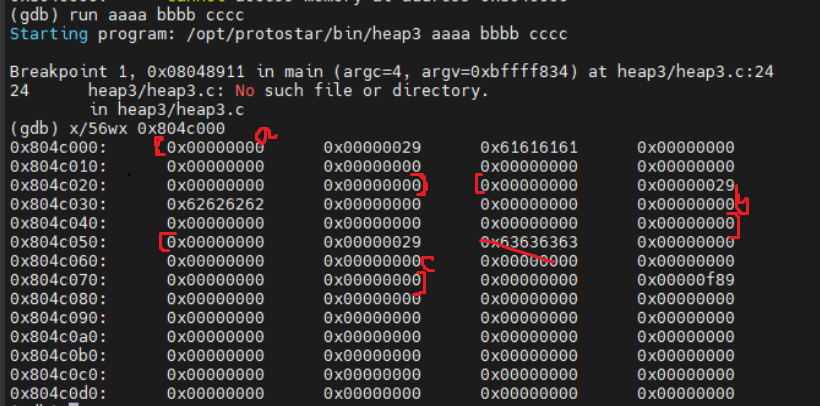 (gdb) run aaaa bbbb cccc
Starting program: /opt/protostar/bin/heap3 aaaa bbbb cccc
Breakpoint 1, 0x08048911 in main (argc=4, argv=0xbffff834) at heap3/heap3.c:24
24 heap3/heap3.c: No such file or directory.
in heap3/heap3.c
(gdb) x/56wx 0x804c000
0x804c000: 0x00000000 0x00000029 0x61616161 0x00000000
0x804c010: 0x00000000 0x00000000 0x00000000 0x00000000
0x804c020: 0x00000000 0x00000000 0x00000000 0x00000029
0x804c030: 0x62626262 0x00000000 0x00000000 0x00000000
0x804c040: 0x00000000 0x00000000 0x00000000 0x00000000
0x804c050: 0x00000000 0x00000029 0x63636363 0x00000000
0x804c060: 0x00000000 0x00000000 0x00000000 0x00000000
0x804c070: 0x00000000 0x00000000 0x00000000 0x00000f89
0x804c080: 0x00000000 0x00000000 0x00000000 0x00000000
0x804c090: 0x00000000 0x00000000 0x00000000 0x00000000
0x804c0a0: 0x00000000 0x00000000 0x00000000 0x00000000
0x804c0b0: 0x00000000 0x00000000 0x00000000 0x00000000
0x804c0c0: 0x00000000 0x00000000 0x00000000 0x00000000
0x804c0d0: 0x00000000 0x00000000 0x00000000 0x00000000